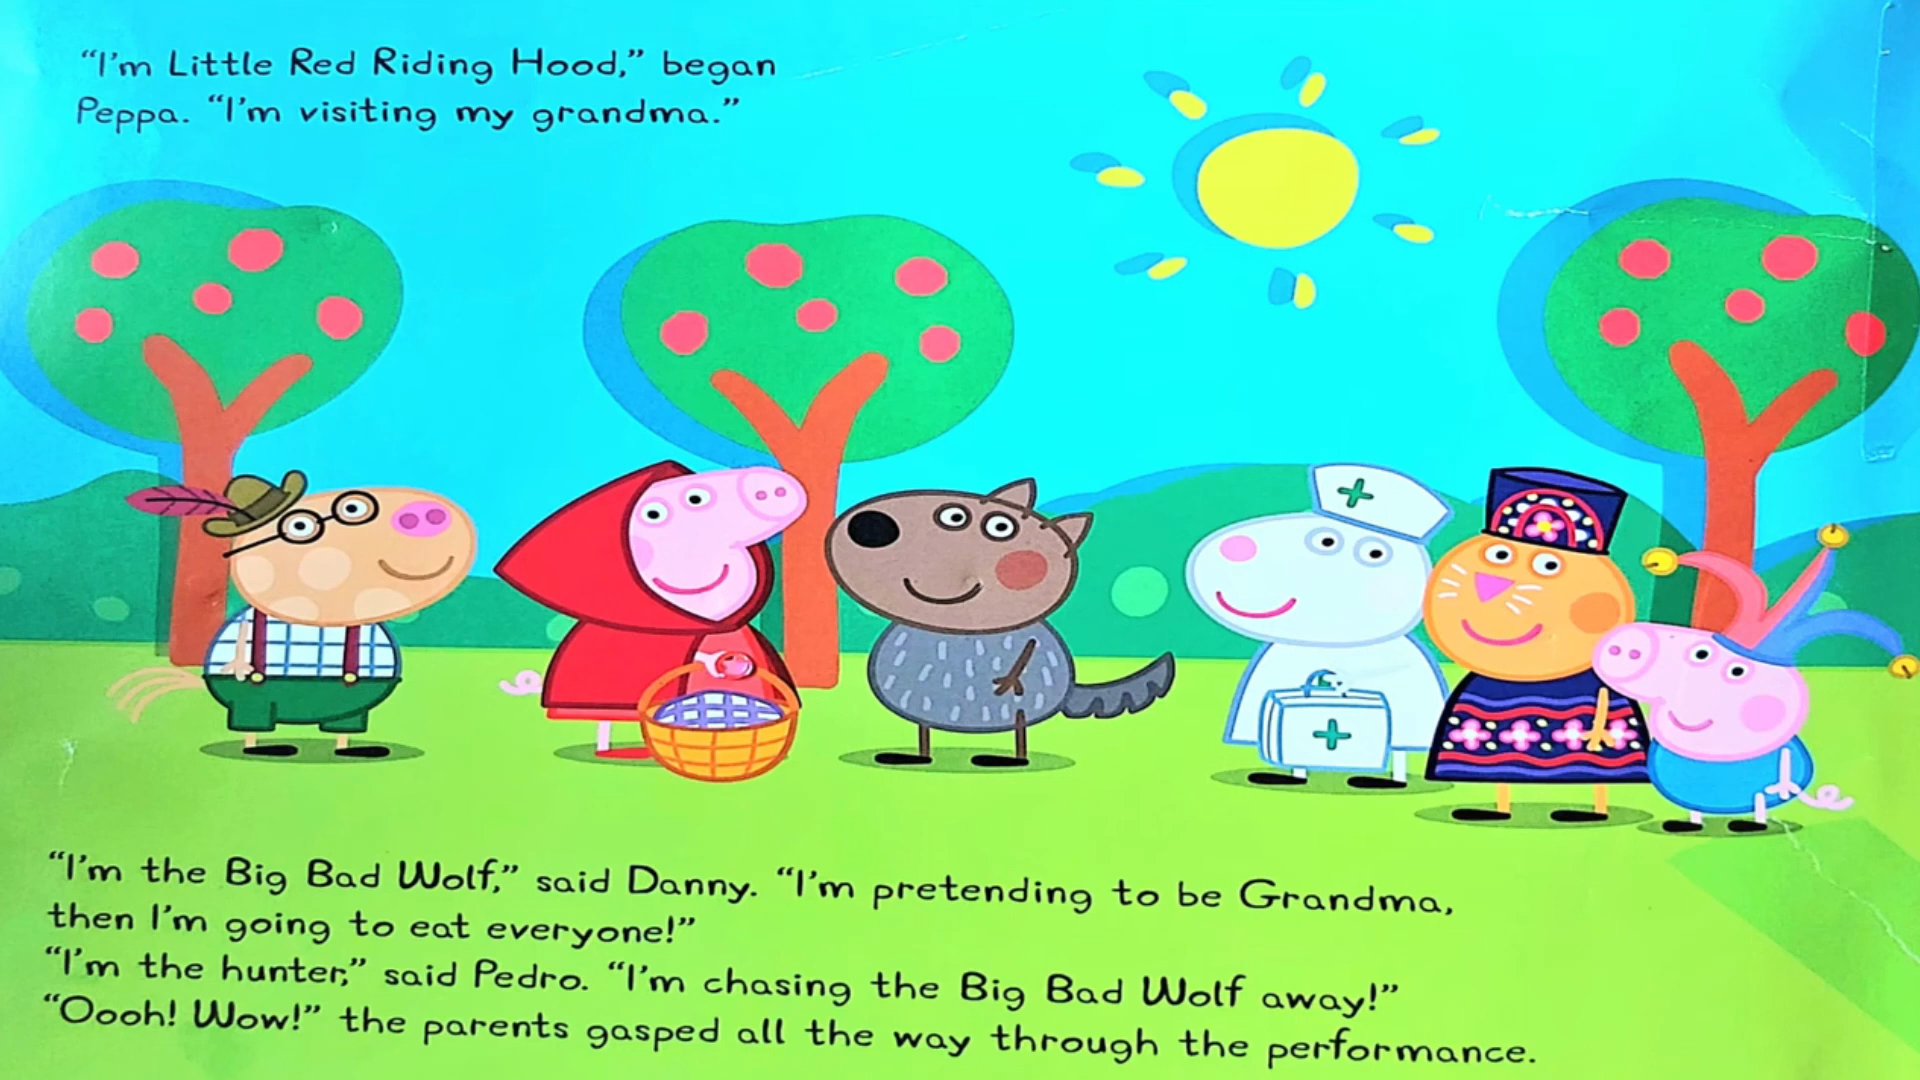 “I’m Little Red Riding Hood,” began
Peppa. “I’m visiting my grandma.”
“I’m the Big Bad Wolf,” said Danny. “I’m pretending to be Grandma,
then I’m going to eat everyone!”
“I’m the hunter,” said Pedro. “I’m chasing the Big Bad Wolf away!”
“Oooh! Wow!” the parents gasped all the way through the performance.